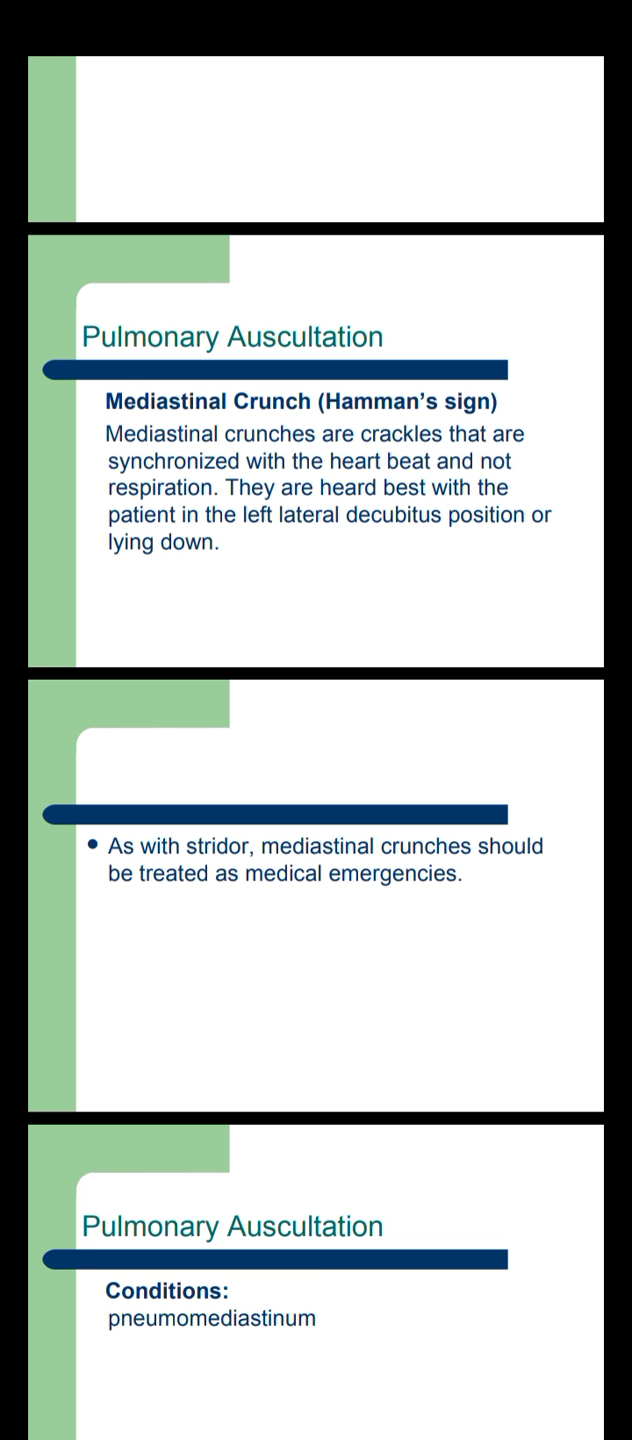 Pulmonary Auscultation
Mediastinal Crunch (Hamman’s sign)
Mediastinal crunches are crackles that are
synchronized with the heart beat and not
respiration. They are heard best with the
patient in the left lateral decubitus position or
lying down.
• As with stridor, mediastinal crunches should
be treated as medical emergencies.
Pulmonary Auscultation
Conditions:
pneumomediastinum